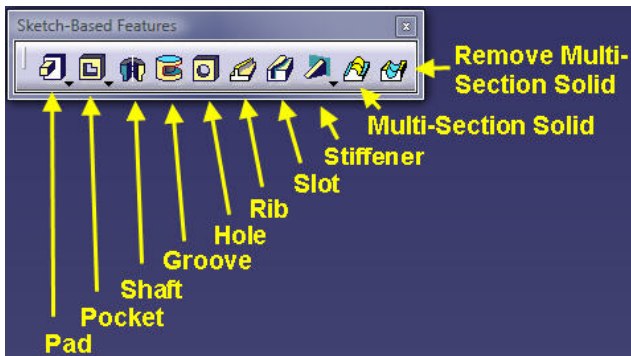 Sketch-Based Features
x
Remove Multi-
Section Solid
Multi-Section Solid
Stiffener
Slot
Rib
Hole
Groove
Shaft
Pocket
Pad